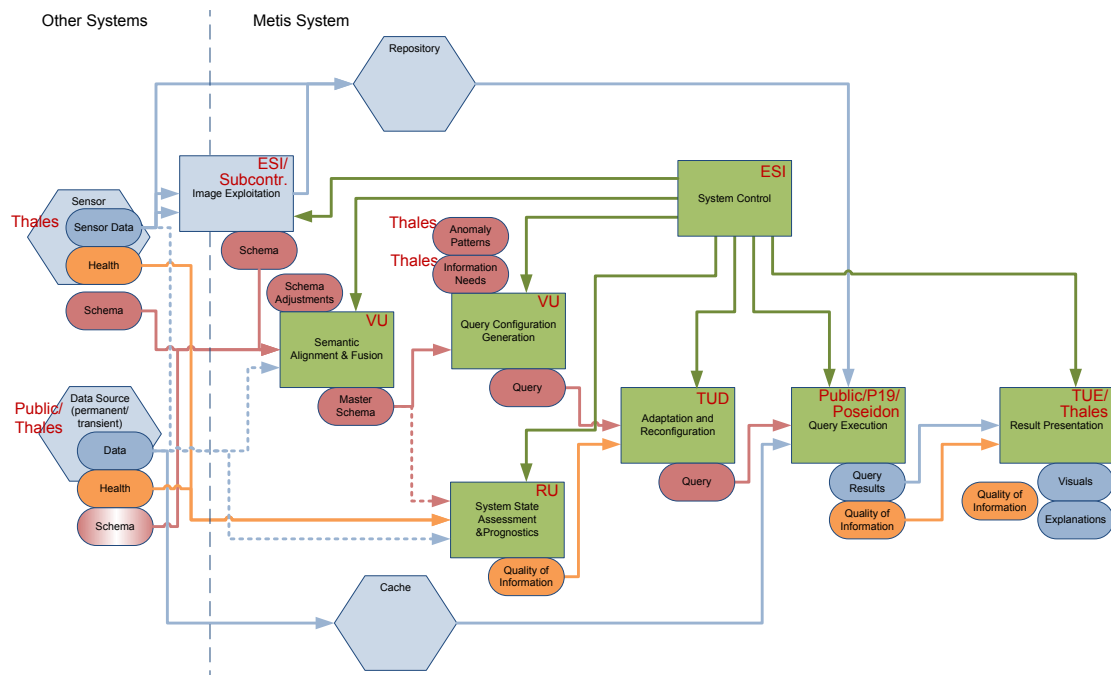 Other Systems
Metis System
Repository
ESI/
Subcontr.
Image Exploitation
ESI
System Control
Sensor
Thales
Sensor Data
Health
Schema
Schema
Thales
Anomaly
Patterns
Thales
Information
Needs
Schema
Adjustments
VU
Semantic
Alignment & Fusion
Master
Schema
VU
Query Configuration
Generation
Query
Public/
Thales
Data Source
(permanent/
transient)
Data
Health
Schema
TUD
Adaptation and
Reconfiguration
Query
Public/P19/
Poseidon
Query Execution
Query
Results
Quality of
Information
TUE/
Thales
Result Presentation
Quality of
Information
Visuals
Explanations
RU
System State
Assessment
&Prognostics
Quality of
Information
Cache